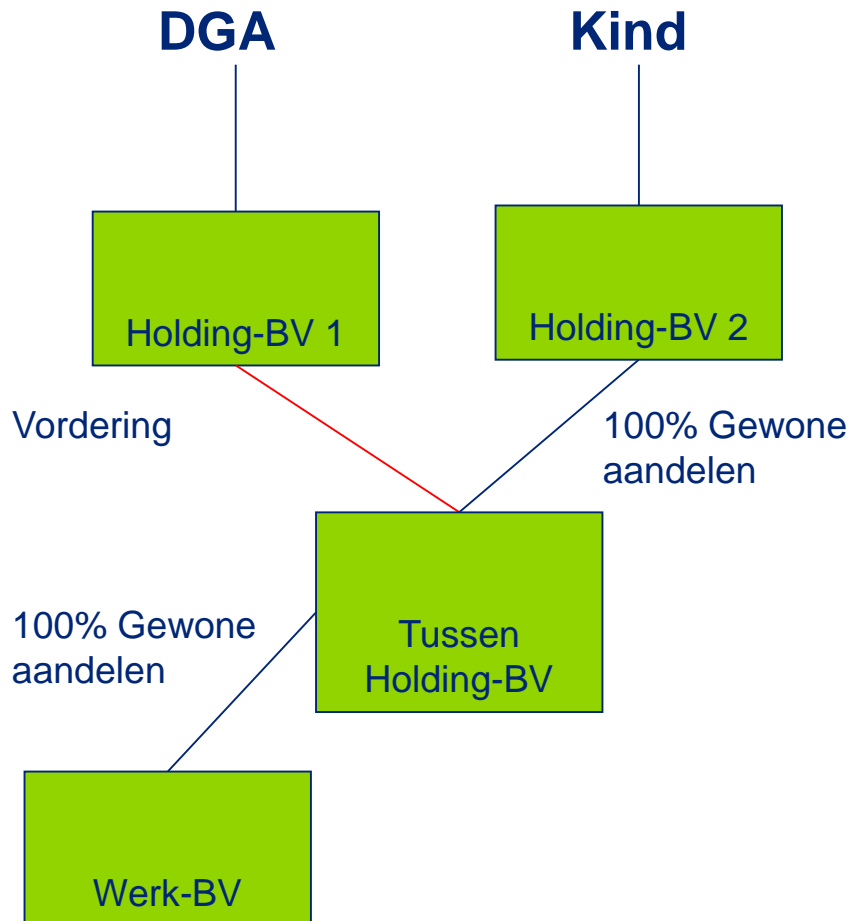 DGA
Kind
Holding-BV 1
Holding-BV 2
Vordering
100% Gewone
aandelen
100% Gewone
aandelen
Tussen
Holding-BV
Werk-BV